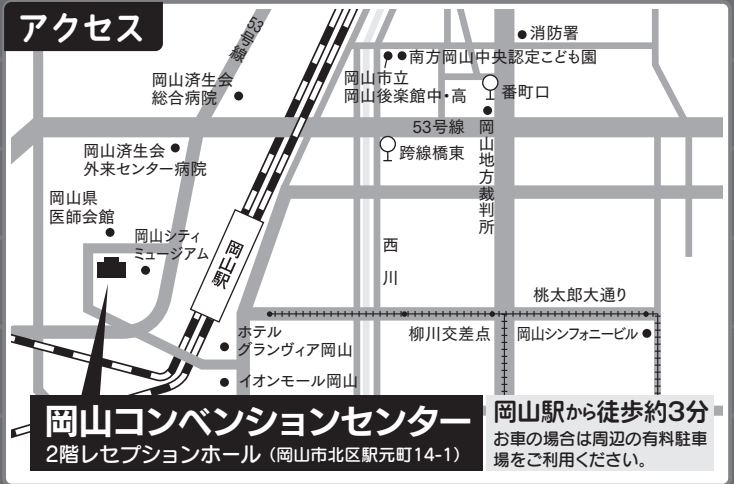 アクセス
53号線
消防署
南方岡山中央認定こども園
岡山市立
岡山後楽館中・高
番町口
岡山済生会
総合病院
53号線
岡山地方裁判所
跨線橋東
岡山済生会
外来センター病院
岡山県
医師会館
岡山シティ
ミュージアム
岡山駅
西川
桃太郎大通り
柳川交差点
岡山シンフォニービル
ホテル
グランヴィア岡山
イオンモール岡山
岡山コンベンションセンター
2階レセプションホール（岡山市北区駅元町14-1）
岡山駅から徒歩約3分
お車の場合は周辺の有料駐車
場をご利用ください。